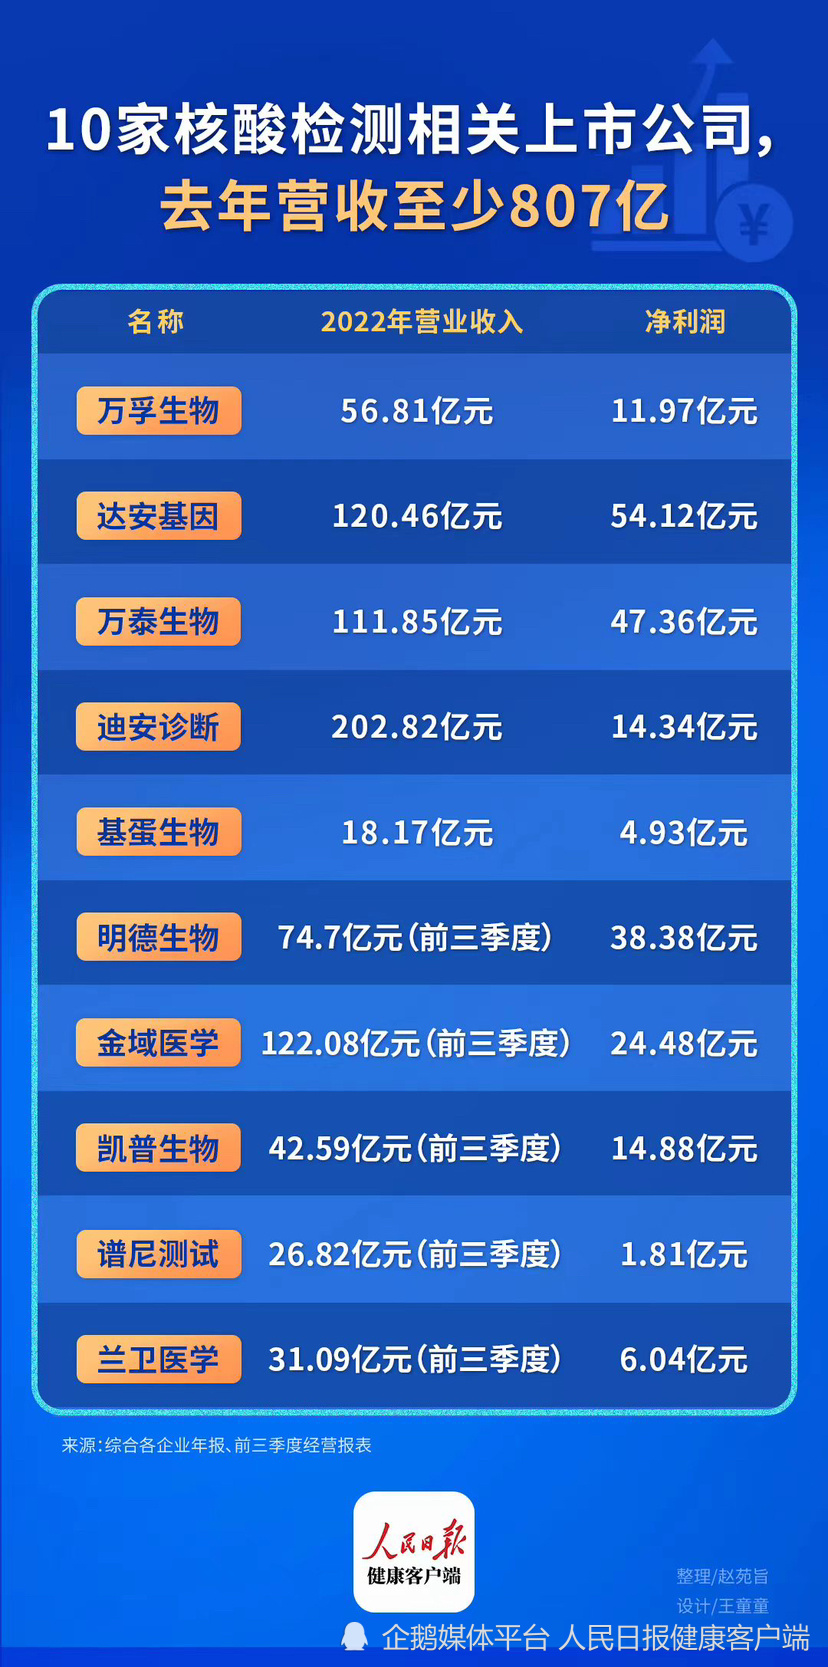 10家核酸检测相关上市公司,
去年营收至少807亿
¥
名称 2022年营业收入 净利润
万孚生物 56.81亿元 11.97亿元
达安基因 120.46亿元 54.12亿元
万泰生物 111.85亿元 47.36亿元
迪安诊断 202.82亿元 14.34亿元
基蛋生物 18.17亿元 4.93亿元
明德生物 74.7亿元(前三季度) 38.38亿元
金域医学 122.08亿元(前三季度) 24.48亿元
凯普生物 42.59亿元(前三季度) 14.88亿元
谱尼测试 26.82亿元(前三季度) 1.81亿元
兰卫医学 31.09亿元(前三季度) 6.04亿元
来源:综合各企业年报、前三季度经营报表
人民日报
健康客户端
整理/赵苑旨
设计/王童童
企鹅媒体平台 人民日报健康客户端